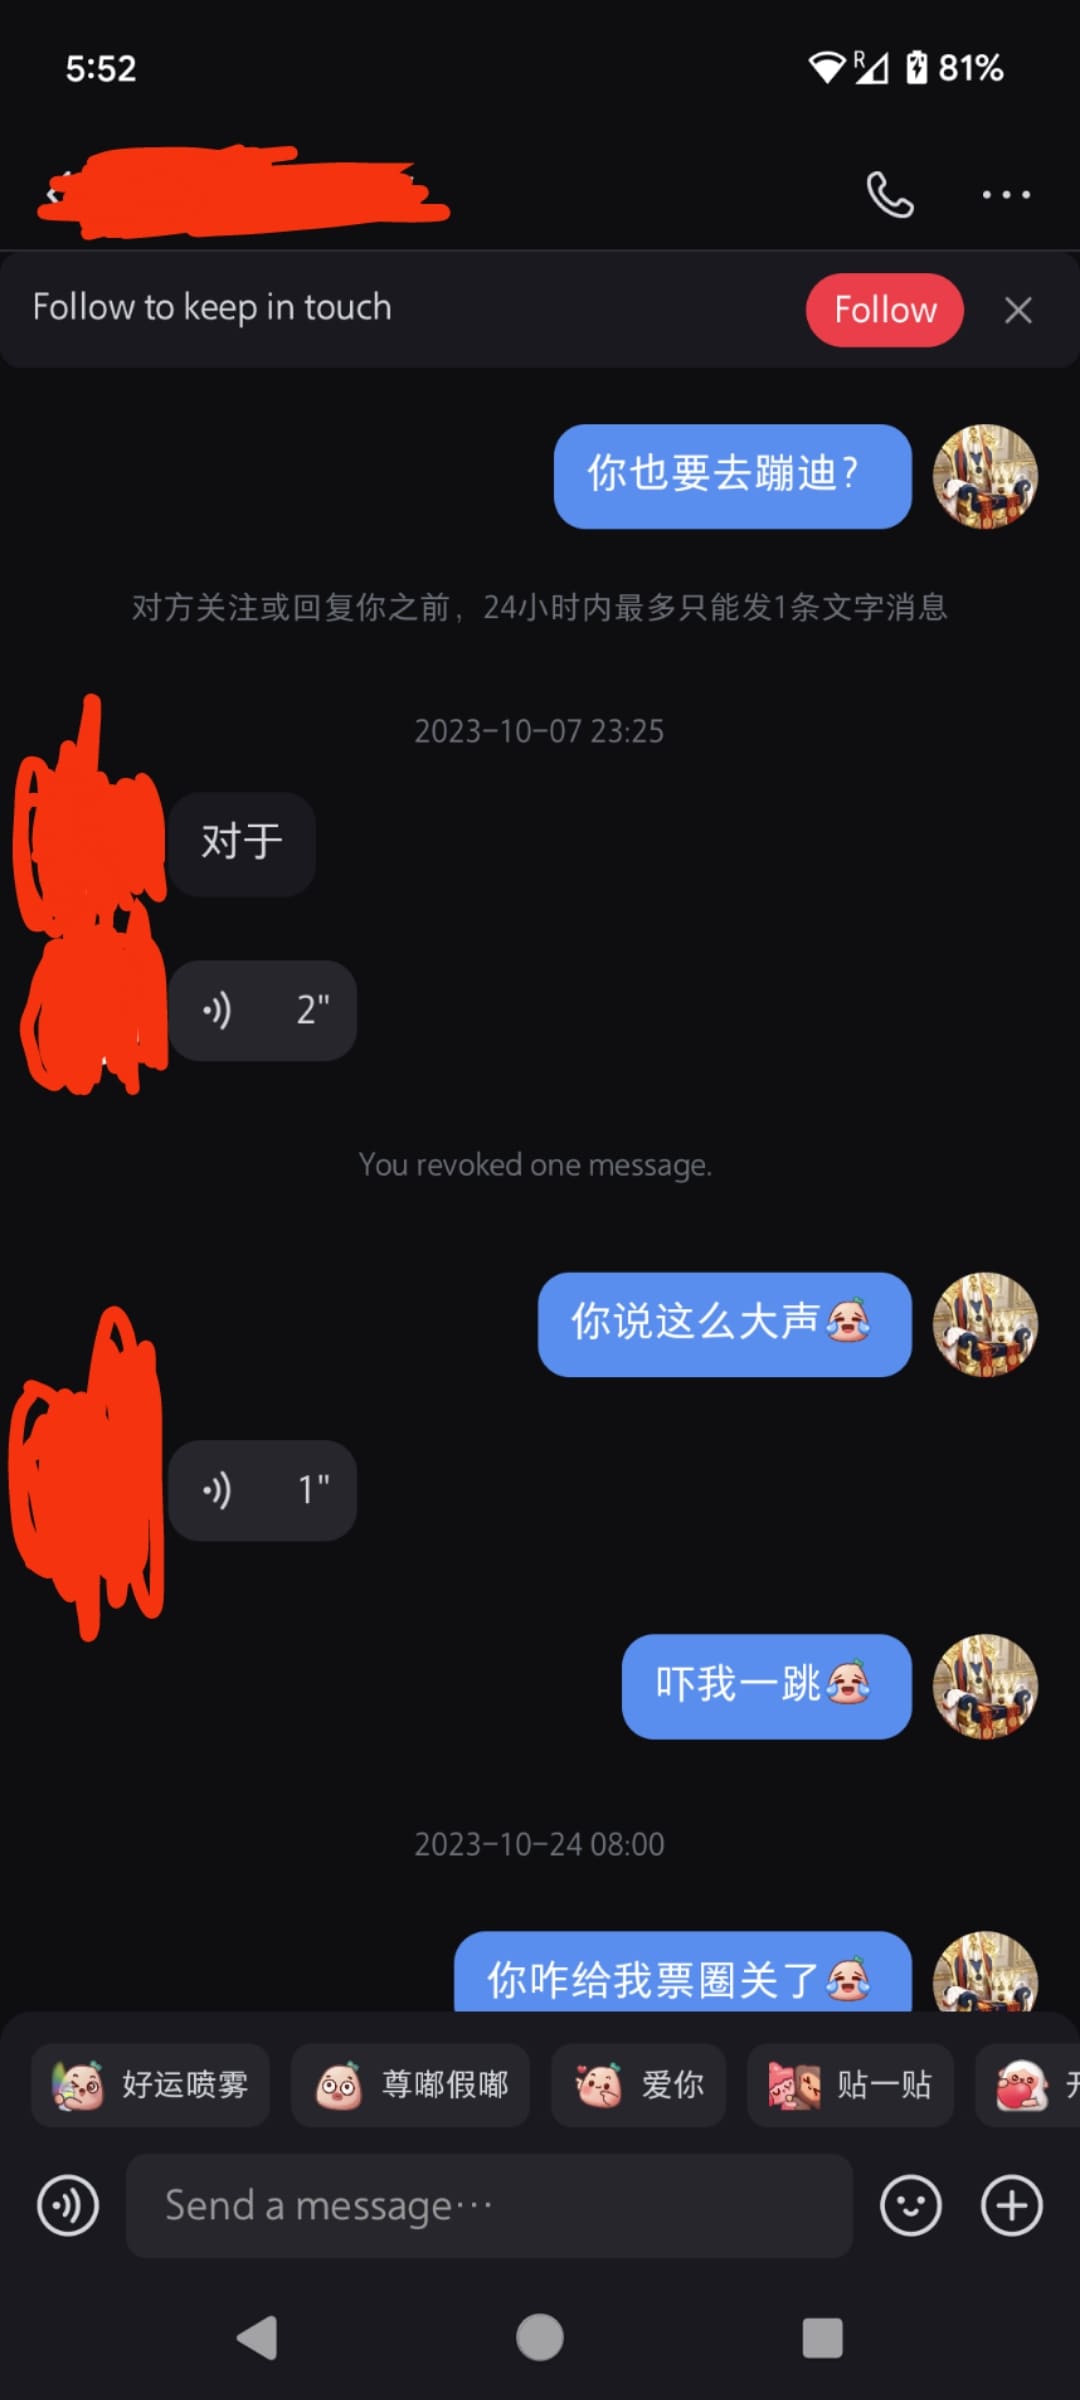 5:52
R 81%
Follow to keep in touch
Follow
你也要去蹦迪？
对方关注或回复你之前，24小时内最多只能发1条文字消息
2023-10-07 23:25
对于
2"
You revoked one message.
你说这么大声
1"
吓我一跳
2023-10-24 08:00
你咋给我票圈关了
好运喷雾
尊嘟假嘟
爱你
贴一贴
Send a message···